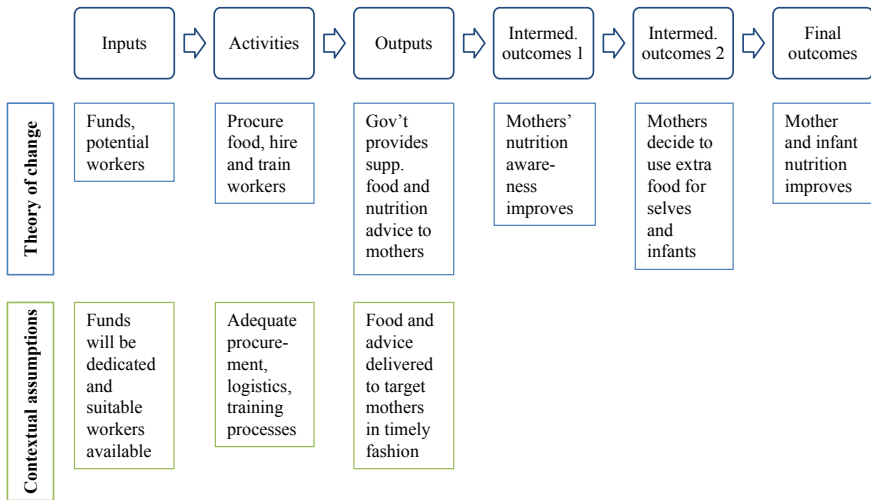 Inputs
Activities
Outputs
Intermed.
outcomes 1
Intermed.
outcomes 2
Final
outcomes
Theory of change
Funds,
potential
workers
Procure
food, hire
and train
workers
Gov’t
provides
supp.
food and
nutrition
advice to
mothers
Mothers’
nutrition
aware-
ness
improves
Mothers
decide to
use extra
food for
selves
and
infants
Mother
and infant
nutrition
improves
Contextual assumptions
Funds
will be
dedicated
and
suitable
workers
available
Adequate
procure-
ment,
logistics,
training
processes
Food and
advice
delivered
to target
mothers
in timely
fashion